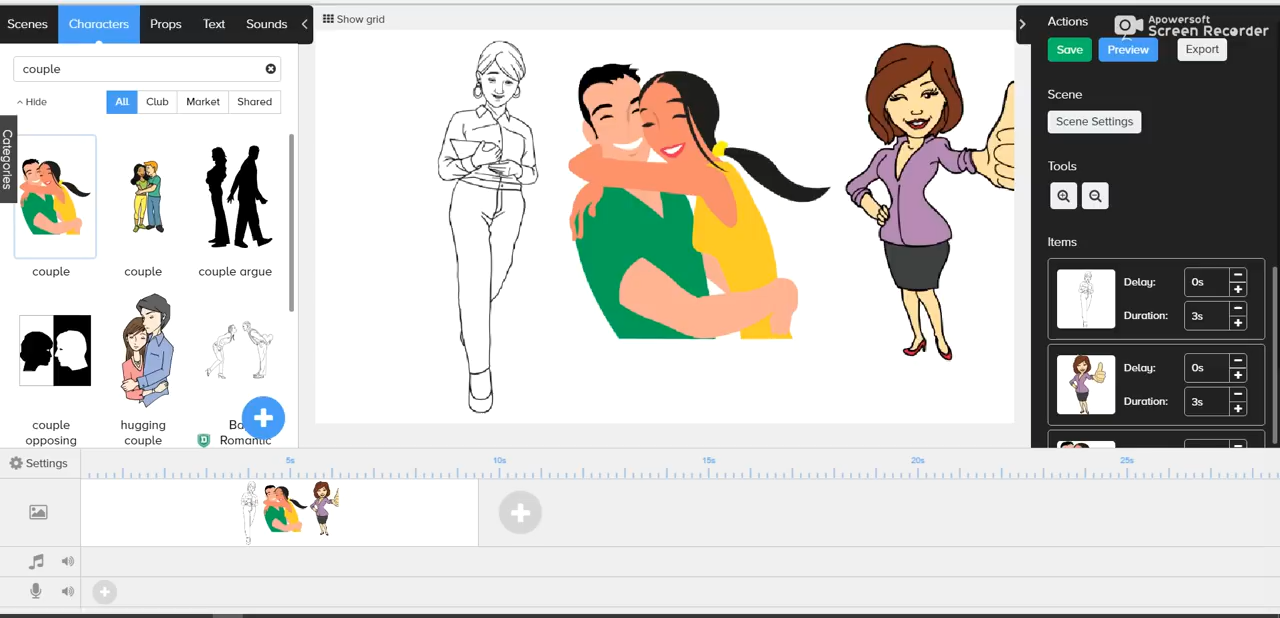 Scenes Characters Props Text Sounds
Show grid
Actions
Apowersoft
Screen Recorder
Save Preview Export
couple
Hide
All Club Market Shared
Categories
Scene
Scene Settings
Tools
Items
couple couple couple argue
Delay: 0s
Duration: 3s
Delay: 0s
Duration: 3s
couple
opposing
hugging
couple
Romantic
Settings
5s 10s 15s 20s 25s